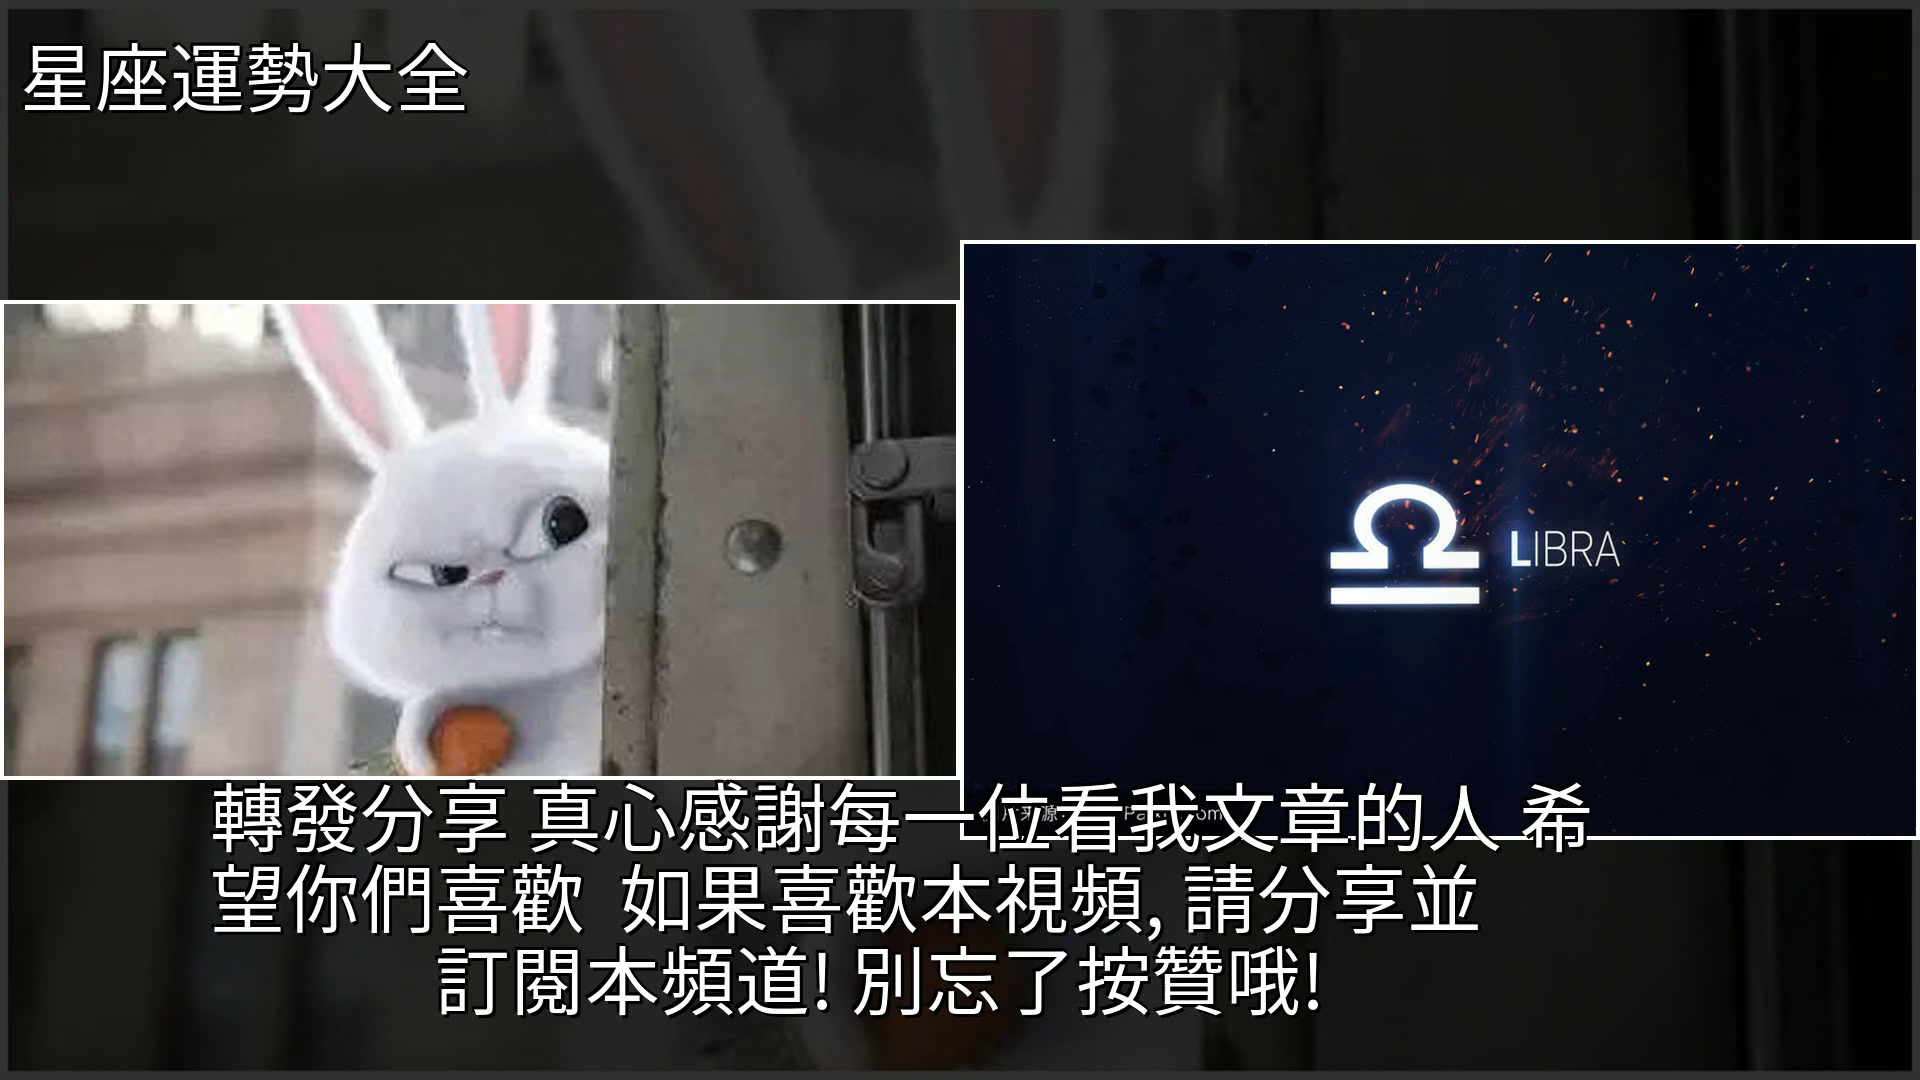 星座運勢大全
LIBRA
轉發分享 真心感謝每一位看我文章的人 希
望你們喜歡 如果喜歡本視頻, 請分享並
訂閱本頻道! 別忘了按贊哦!